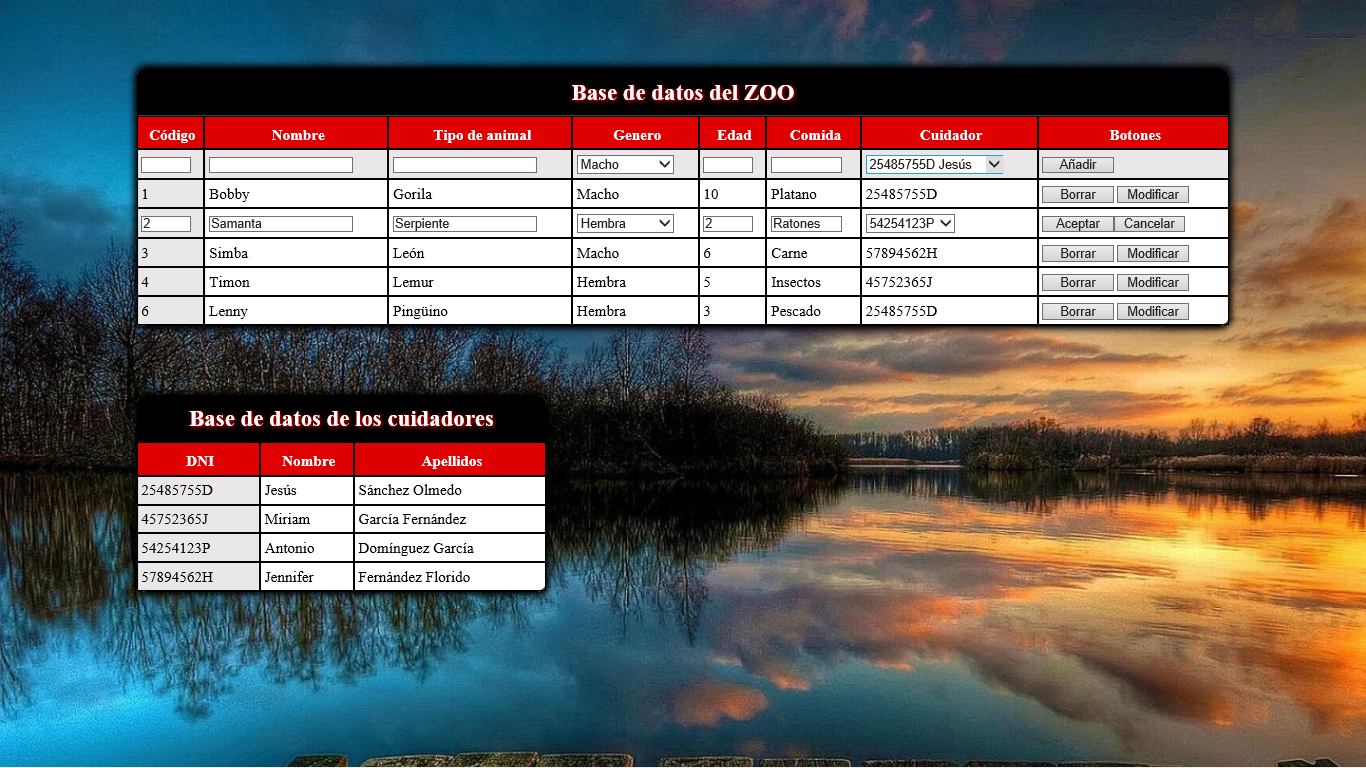 Base de datos del ZOO
Código Nombre Tipo de animal Genero Edad Comida Cuidador Botones
Macho 25485755D Jesús Añadir
1 Bobby Gorila Macho 10 Platano 25485755D Borrar Modificar
2 Samanta Serpiente Hembra 2 Ratones 54254123P Aceptar Cancelar
3 Simba León Macho 6 Carne 57894562H Borrar Modificar
4 Timon Lemur Hembra 5 Insectos 45752365J Borrar Modificar
6 Lenny Pingüino Hembra 3 Pescado 25485755D Borrar Modificar
Base de datos de los cuidadores
DNI Nombre Apellidos
25485755D Jesús Sánchez Olmedo
45752365J Miriam García Fernández
54254123P Antonio Domínguez García
57894562H Jennifer Fernández Florido